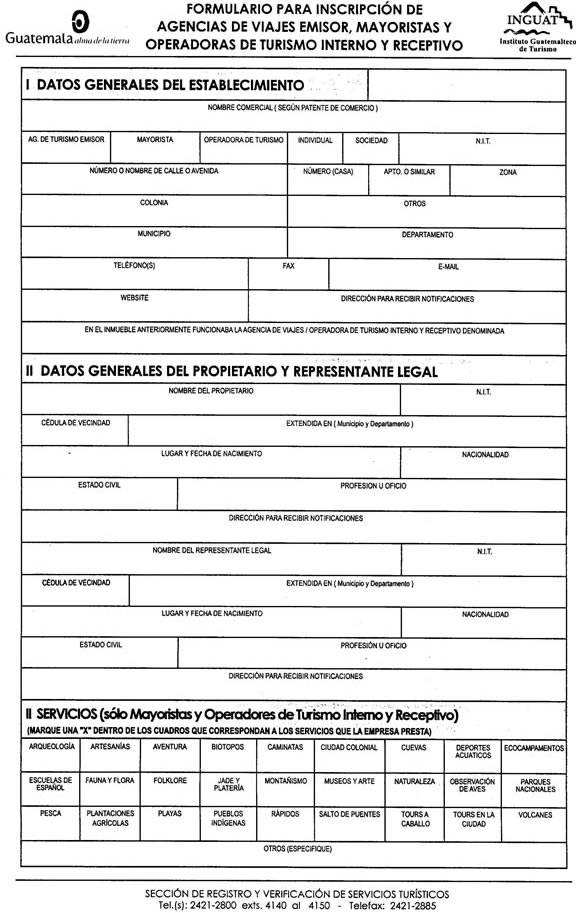 Guatemala alma de la tierra
FORMULARIO PARA INSCRIPCIÓN DE
AGENCIAS DE VIAJES EMISOR, MAYORISTAS Y
OPERADORAS DE TURISMO INTERNO Y RECEPTIVO
INGUAT
Instituto Guatemalteco
de Turismo
I DATOS GENERALES DEL ESTABLECIMIENTO
NOMBRE COMERCIAL ( SEGÚN PATENTE DE COMERCIO )
AG. DE TURISMO EMISOR MAYORISTA OPERADORA DE TURISMO INDIVIDUAL SOCIEDAD N.I.T.
NÚMERO O NOMBRE DE CALLE O AVENIDA NÚMERO (CASA) APTO. O SIMILAR ZONA
COLONIA OTROS
MUNICIPIO DEPARTAMENTO
TELÉFONO(S) FAX E-MAIL
WEBSITE DIRECCIÓN PARA RECIBIR NOTIFICACIONES
EN EL INMUEBLE ANTERIORMENTE FUNCIONABA LA AGENCIA DE VIAJES / OPERADORA DE TURISMO INTERNO Y RECEPTIVO DENOMINADA
II DATOS GENERALES DEL PROPIETARIO Y REPRESENTANTE LEGAL
NOMBRE DEL PROPIETARIO N.I.T.
CÉDULA DE VECINDAD EXTENDIDA EN ( Municipio y Departamento )
LUGAR Y FECHA DE NACIMIENTO NACIONALIDAD
ESTADO CIVIL PROFESION U OFICIO
DIRECCIÓN PARA RECIBIR NOTIFICACIONES
NOMBRE DEL REPRESENTANTE LEGAL N.I.T.
CÉDULA DE VECINDAD EXTENDIDA EN ( Municipio y Departamento )
LUGAR Y FECHA DE NACIMIENTO NACIONALIDAD
ESTADO CIVIL PROFESIÓN U OFICIO
DIRECCIÓN PARA RECIBIR NOTIFICACIONES
II SERVICIOS (sólo Mayoristas y Operadores de Turismo Interno y Receptivo)
(MARQUE UNA "X" DENTRO DE LOS CUADROS QUE CORRESPONDAN A LOS SERVICIOS QUE LA EMPRESA PRESTA)
ARQUEOLOGÍA ARTESANÍAS AVENTURA BIOTOPOS CAMINATAS CIUDAD COLONIAL CUEVAS DEPORTES ACUATICOS ECOCAMPAMENTOS
ESCUELAS DE ESPAÑOL FAUNA Y FLORA FOLKLORE JADE Y PLATERÍA MONTAÑISMO MUSEOS Y ARTE NATURALEZA OBSERVACIÓN DE AVES PARQUES NACIONALES
PESCA PLANTACIONES AGRÍCOLAS PLAYAS PUEBLOS INDÍGENAS RÁPIDOS SALTO DE PUENTES TOURS A CABALLO TOURS EN LA CIUDAD VOLCANES
OTROS (ESPECIFIQUE)
SECCIÓN DE REGISTRO Y VERIFICACIÓN DE SERVICIOS TURÍSTICOS
Tel.(s): 2421-2800 exts. 4140 al 4150 - Telefax: 2421-2885